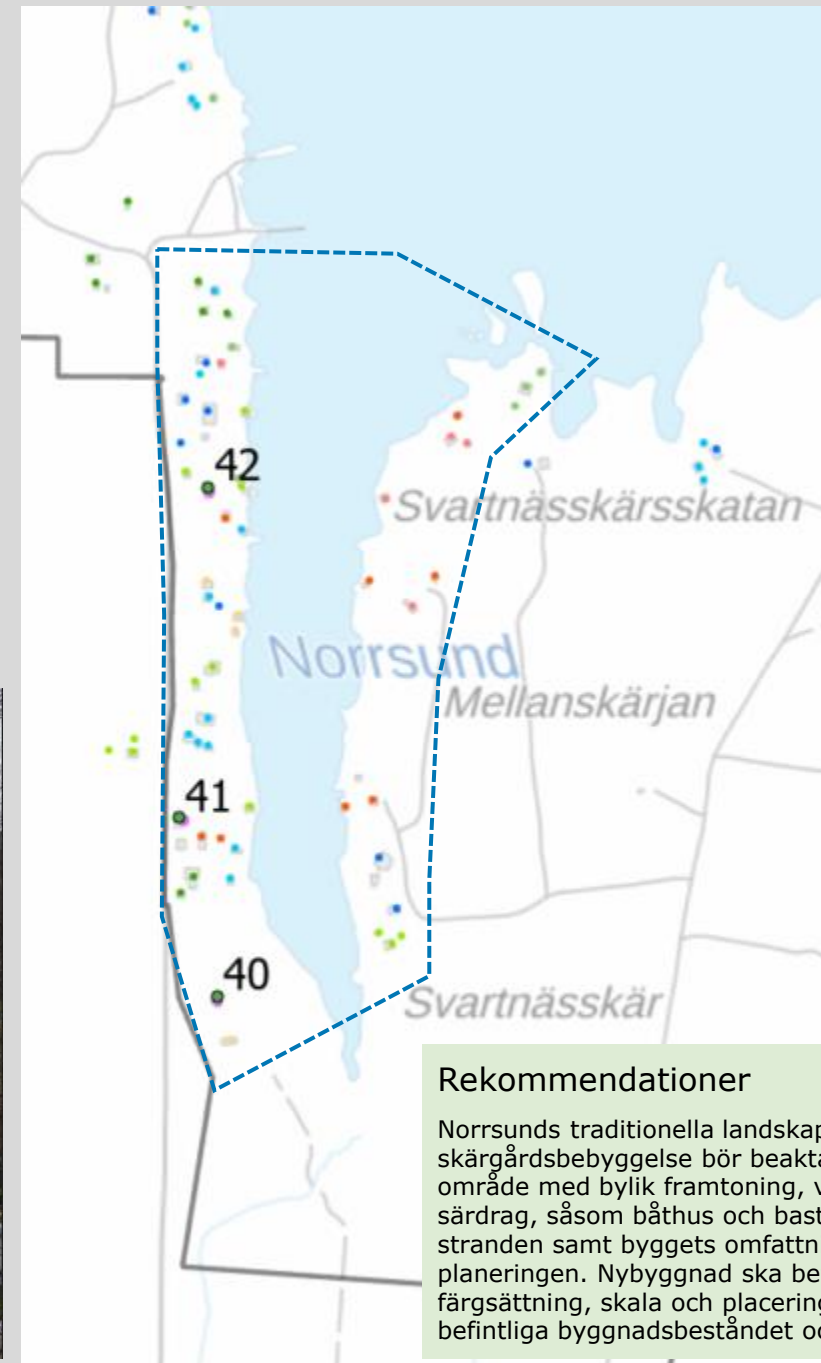 42
Svartnässkärsskatan
Norrsund
Mellanskärjan
41
40
Svartnässkär
Rekommendationer
Norrsunds traditionella landskap
skärgårdsbebyggelse bör beakta
område med bylik framtoning, v
särdrag, såsom båthus och bast
stranden samt byggets omfattn
planeringen. Nybyggnad ska be
färgsättning, skala och placering
befintliga byggnadsbeståndet oc